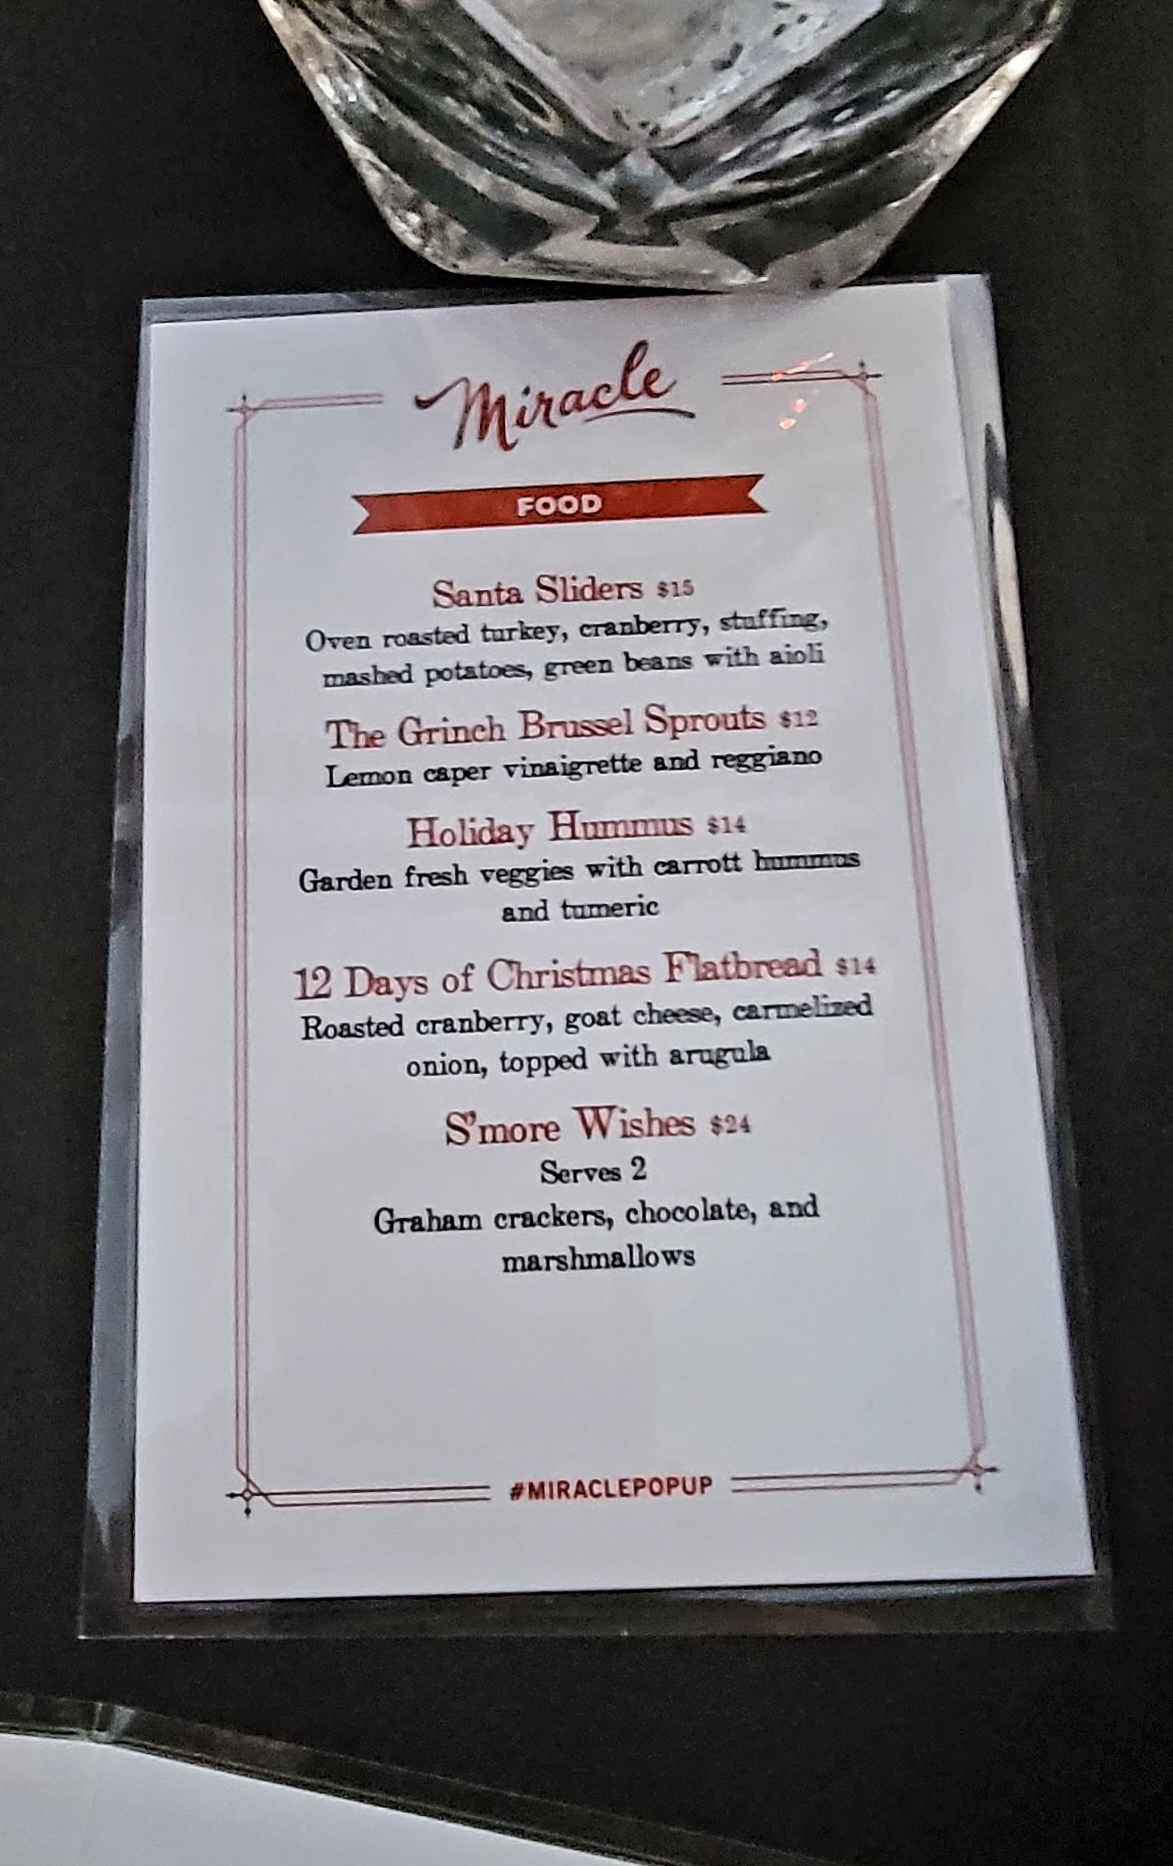 Miracle
FOOD
Santa Sliders $15
Oven roasted turkey, cranberry, stuffing,
mashed potatoes, green beans with aioli
The Grinch Brussel Sprouts $12
Lemon caper vinaigrette and reggiano
Holiday Hummus $14
Garden fresh veggies with carrott hummus
and tumeric
12 Days of Christmas Flatbread $14
Roasted cranberry, goat cheese, carmelized
onion, topped with arugula
S'more Wishes $24
Serves 2
Graham crackers, chocolate, and
marshmallows
#MIRACLEPOPUP